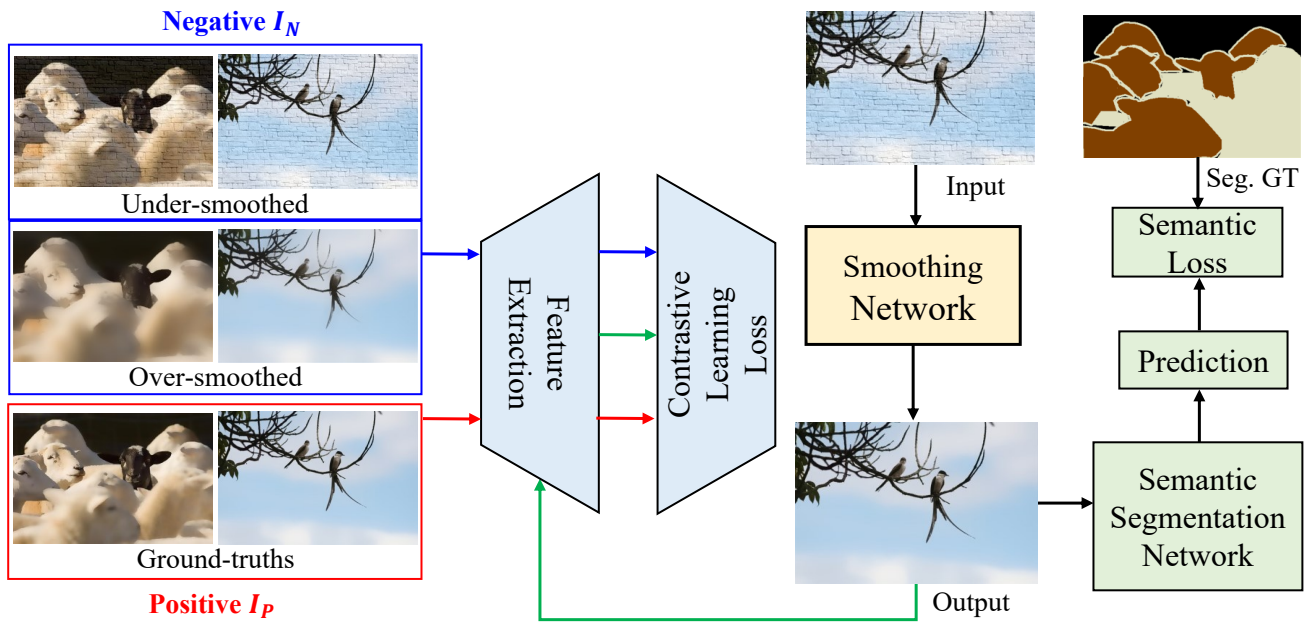 Negative I_N
Under-smoothed
Over-smoothed
Ground-truths
Positive I_P
Feature
Extraction
Contrastive
Learning
Loss
Input
Smoothing
Network
Output
Seg. GT
Semantic
Loss
Prediction
Semantic
Segmentation
Network